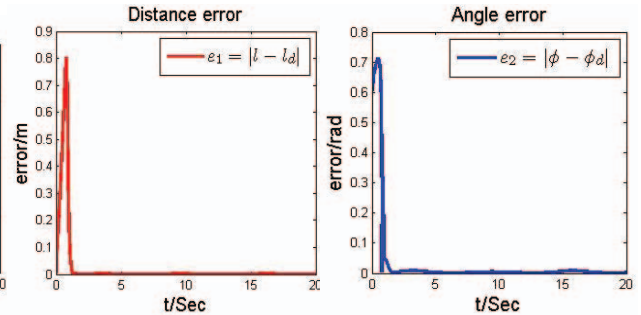 Distance error
0.9
0.8
0.7
0.6
0.5
0.4
0.3
0.2
0.1
0
error/m
e₁ = |l − l_d|
0 5 10 15 20
t/Sec
Angle error
0.8
0.7
0.6
0.5
0.4
0.3
0.2
0.1
0
error/rad
e₂ = |ϕ − ϕ_d|
0 5 10 15 20
t/Sec
0